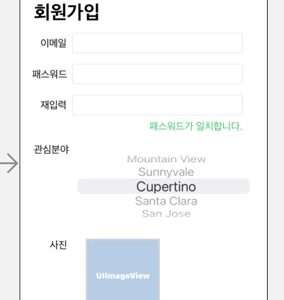 회원가입
이메일
패스워드
재입력
패스워드가 일치합니다.
관심분야
Mountain View
Sunnyvale
Cupertino
Santa Clara
San Jose
사진
UIImageView